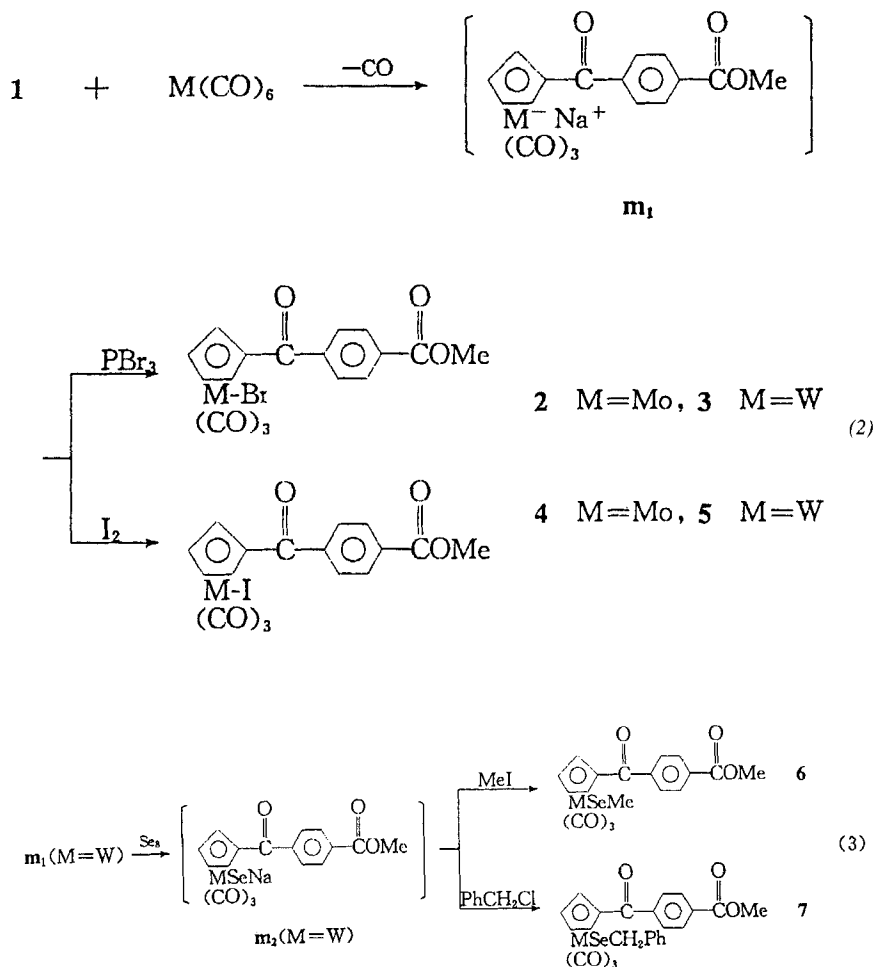 O O
1 + M(CO)₆ —CO C COMe
M⁻ Na⁺
(CO)₃
m₁
O O
PBr₃ C COMe
M-Br
(CO)₃
2 M=Mo, 3 M=W
(2)
O O
I₂ C COMe
M-I
(CO)₃
4 M=Mo, 5 M=W
O O
MeI C COMe 6
MSeMe
(CO)₃
O O
m₁(M=W) Se₈ C COMe
MSeNa
(CO)₃
m₂(M=W)
(3)
O O
PhCH₂Cl C COMe 7
MSeCH₂Ph
(CO)₃